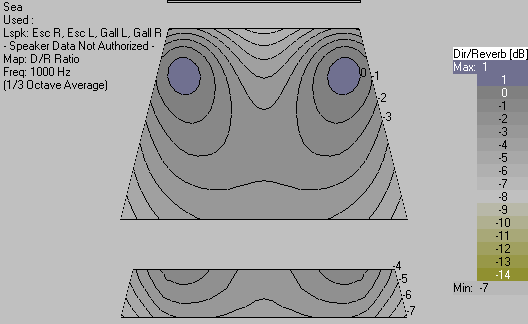 Sea
Used :
Lspk: Esc R, Esc L, Gall L, Gall R
- Speaker Data Not Authorized -
Map: D/R Ratio
Freq: 1000 Hz
(1/3 Octave Average)
0
-1
-2
-3
-4
-5
-6
-7
Dir/Reverb [dB]
Max: 1
1
0
-1
-2
-3
-4
-5
-6
-7
-8
-9
-10
-11
-12
-13
-14
Min: -7